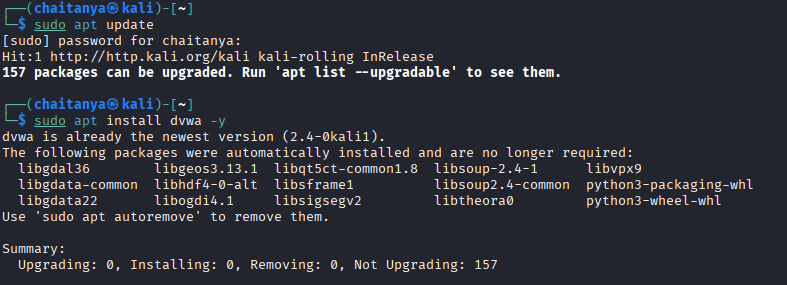 ┌──(chaitanya㉿kali)-[~]
└─$ sudo apt update
[sudo] password for chaitanya:
Hit:1 http://http.kali.org/kali kali-rolling InRelease
157 packages can be upgraded. Run 'apt list --upgradable' to see them.
┌──(chaitanya㉿kali)-[~]
└─$ sudo apt install dvwa -y
dvwa is already the newest version (2.4-0kali1).
The following packages were automatically installed and are no longer required:
libgdal36 libgeos3.13.1 libqt5ct-common1.8 libsoup-2.4-1 libvpx9
libgdata-common libhdf4-0-alt libsframe1 libsoup2.4-common python3-packaging-whl
libgdata22 libogdi4.1 libsigsegv2 libtheora0 python3-wheel-whl
Use 'sudo apt autoremove' to remove them.
Summary:
Upgrading: 0, Installing: 0, Removing: 0, Not Upgrading: 157